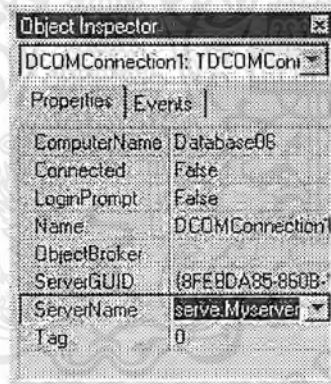 Object Inspector
DCOMConnection1: TDCOMConi
Properties Events
ComputerName Database06
Connected False
LoginPrompt False
Name DCOMConnection1
ObjectBroker
ServerGUID {8FEBDA85-860B-
ServerName serve.Myserver
Tag 0